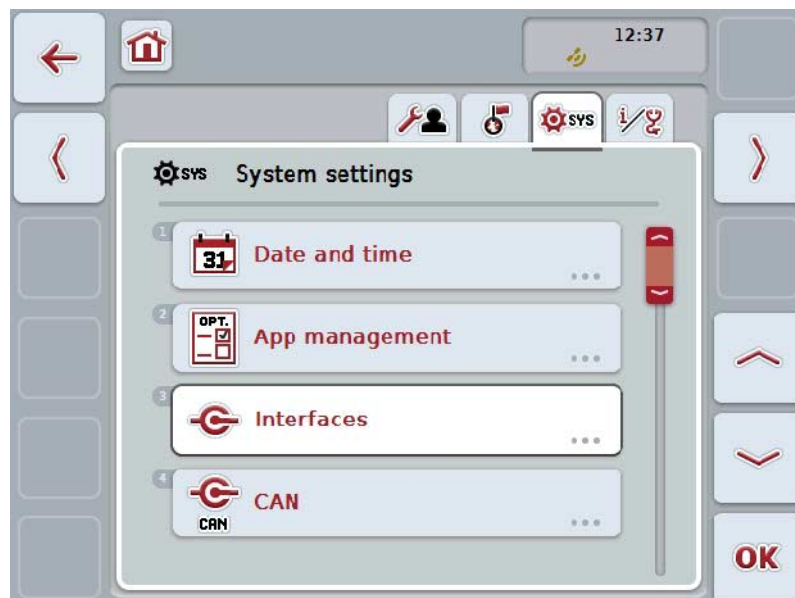 12:37
SYS
i/
SYS System settings
1
31
Date and time
2
OPT.
App management
3
Interfaces
4
CAN
CAN
OK